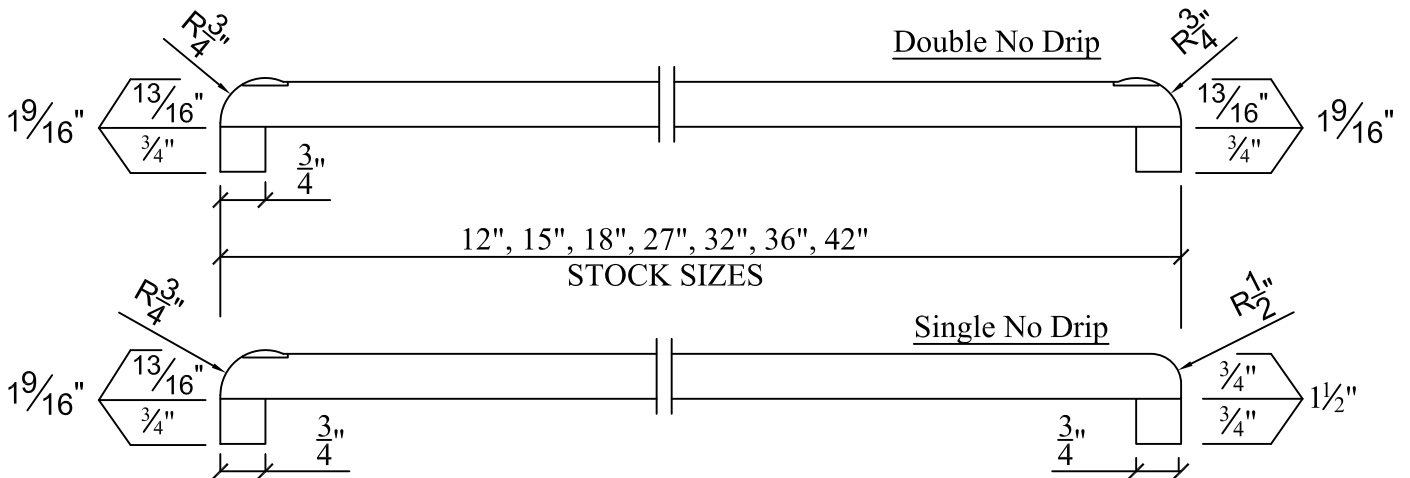 R3/4"
Double No Drip
R3/4"
1 9/16"
13/16"
3/4"
3/4"
13/16"
3/4"
1 9/16"
12", 15", 18", 27", 32", 36", 42"
STOCK SIZES
R3/4"
Single No Drip
R1/2"
1 9/16"
13/16"
3/4"
3/4"
3/4"
3/4"
3/4"
1 1/2"